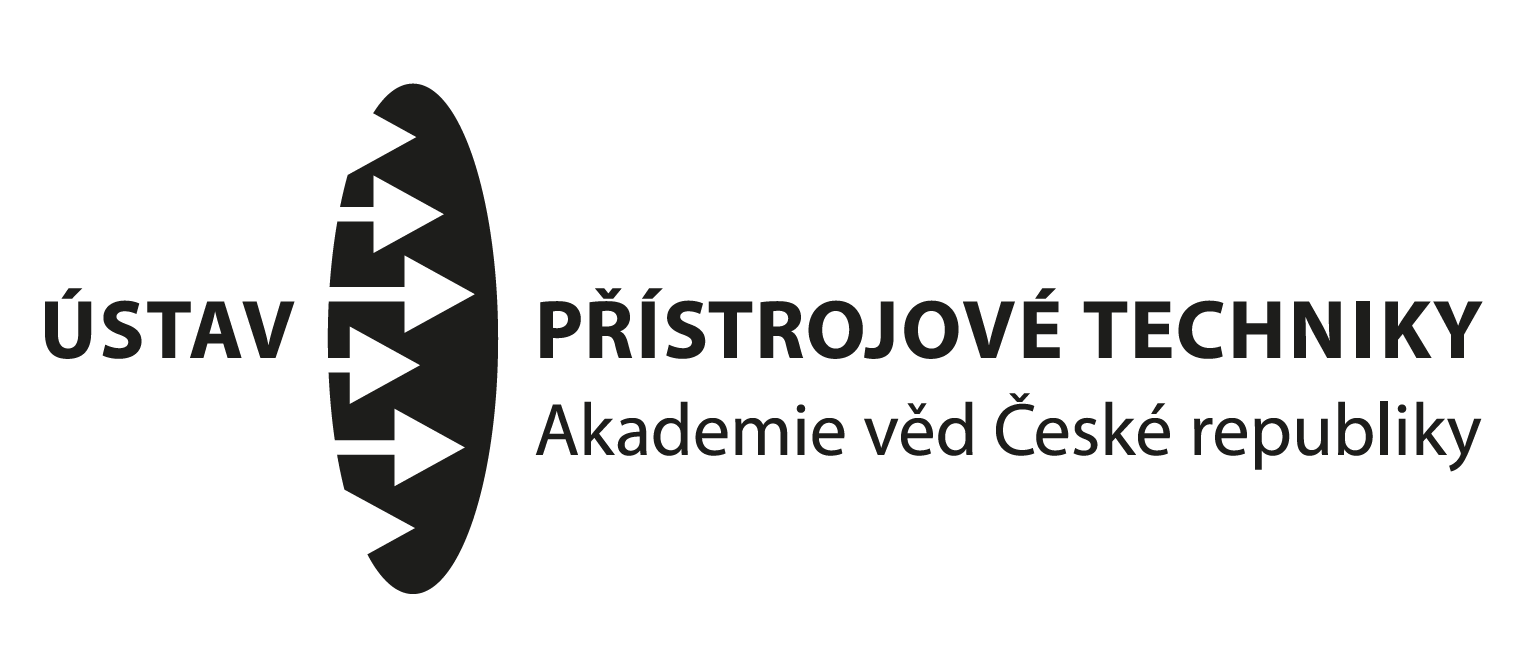 ÚSTAV PŘÍSTROJOVÉ TECHNIKY
Akademie věd České republiky